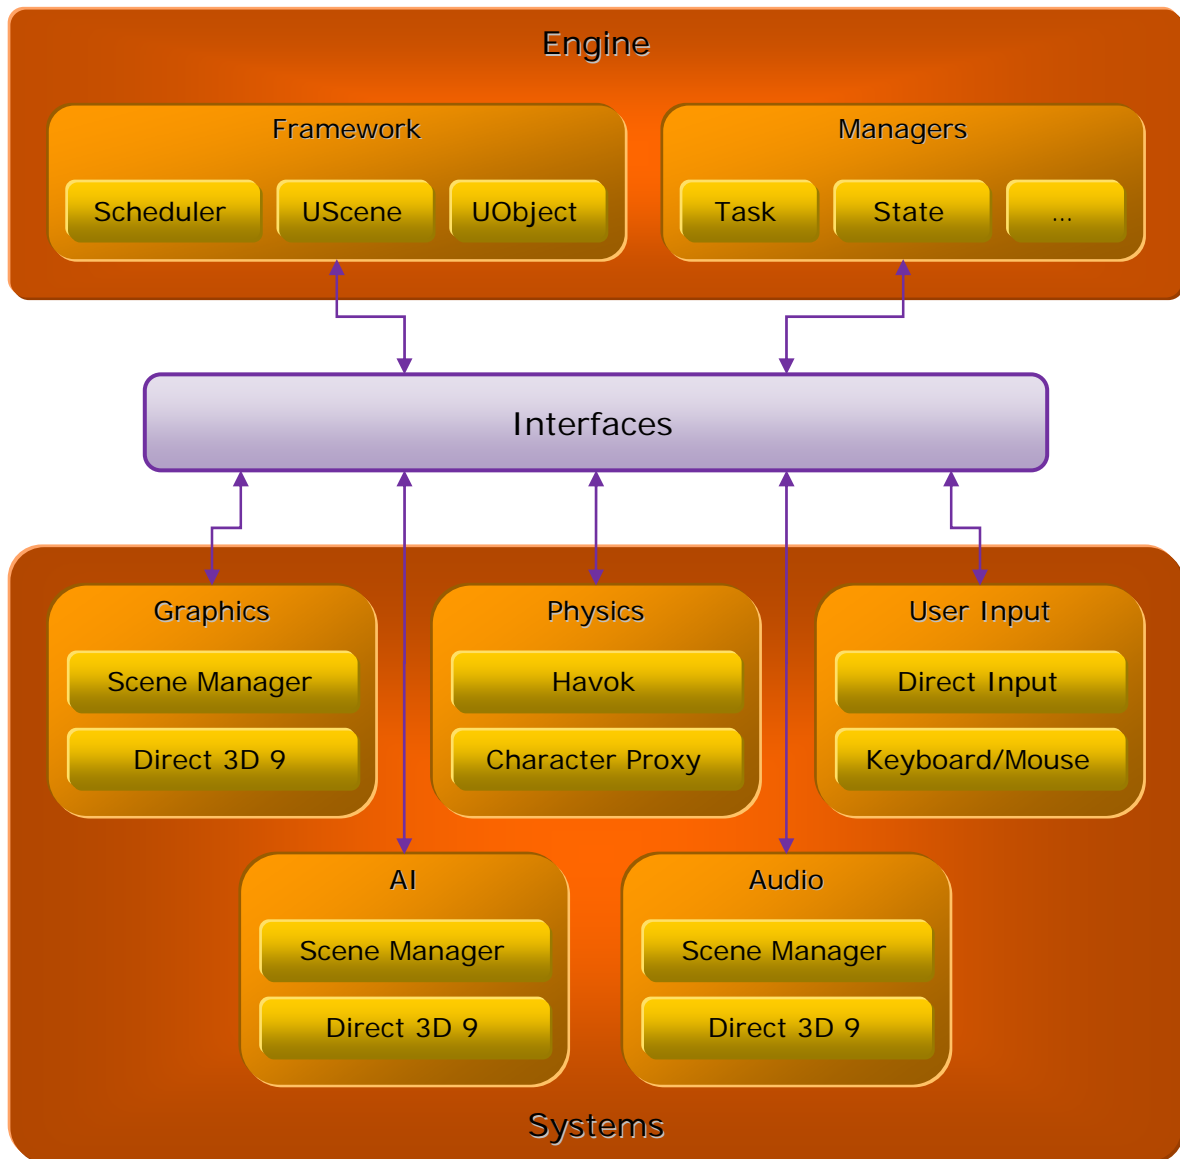 Engine
Framework
Managers
Scheduler
UScene
UObject
Task
State
...
Interfaces
Graphics
Physics
User Input
Scene Manager
Havok
Direct Input
Direct 3D 9
Character Proxy
Keyboard/Mouse
AI
Audio
Scene Manager
Scene Manager
Direct 3D 9
Direct 3D 9
Systems